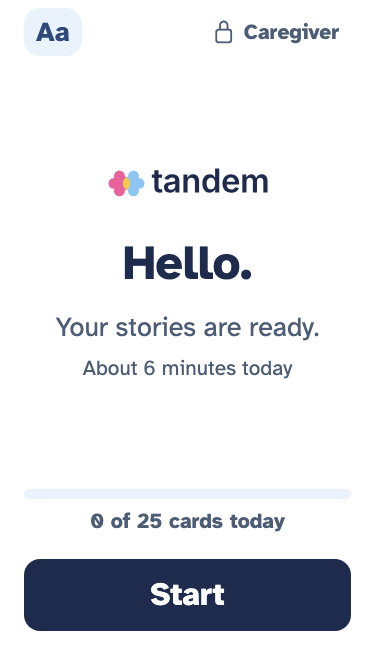 Aa
Caregiver
tandem
Hello.
Your stories are ready.
About 6 minutes today
0 of 25 cards today
Start